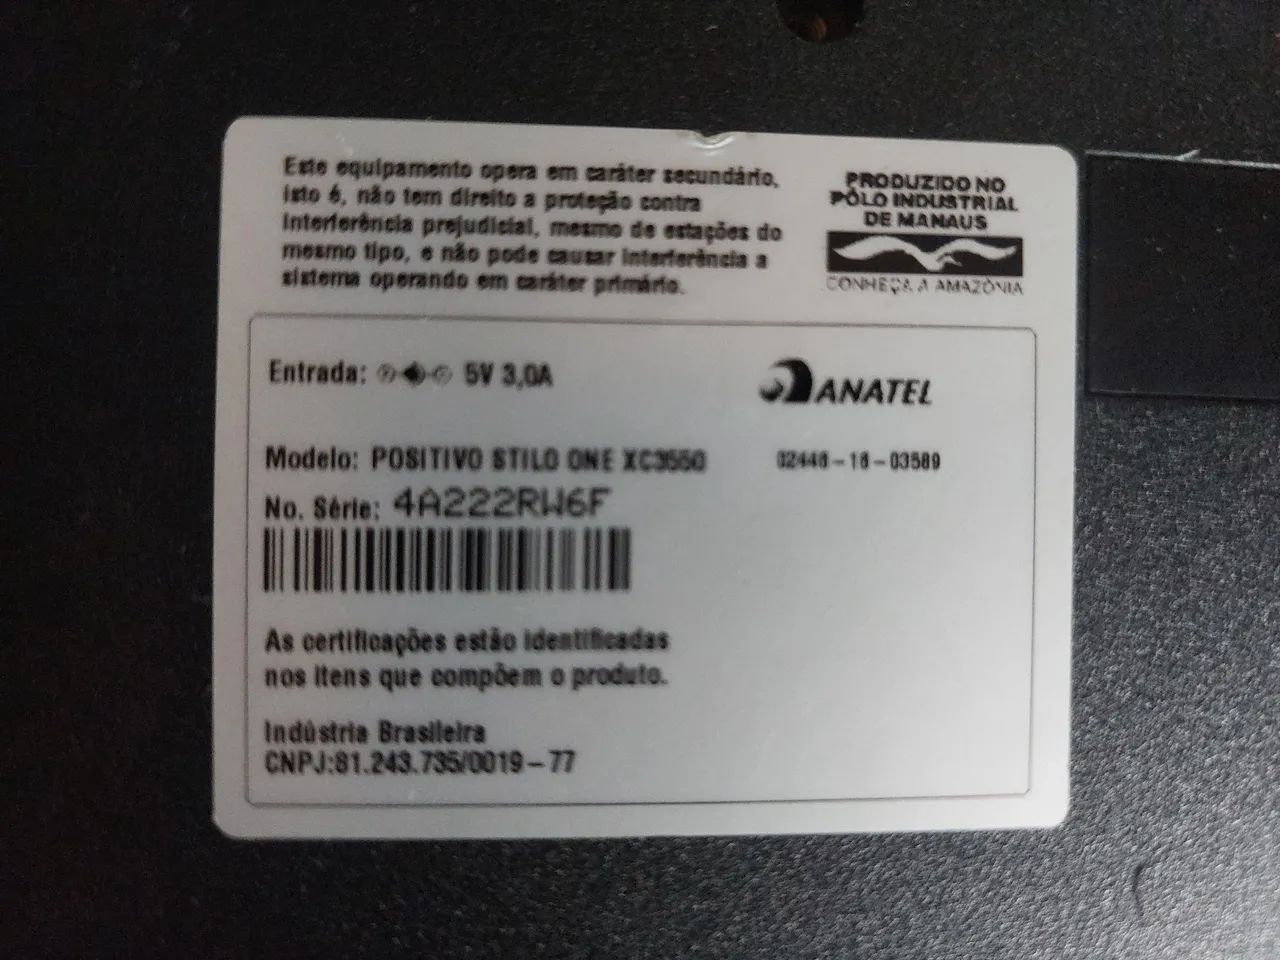 Este equipamento opera em caráter secundário,
isto é, não tem direito a proteção contra
interferência prejudicial, mesmo de estações do
mesmo tipo, e não pode causar interferência a
sistema operando em caráter primário.
PRODUZIDO NO
PÓLO INDUSTRIAL
DE MANAUS
CONHEÇA A AMAZÔNIA
Entrada: 5V 3,0A
ANATEL
Modelo: POSITIVO STILO ONE XC3550
02448-18-03589
No. Série: 4A222RW6F
As certificações estão identificadas
nos itens que compõem o produto.
Indústria Brasileira
CNPJ:81.243.735/0019-77